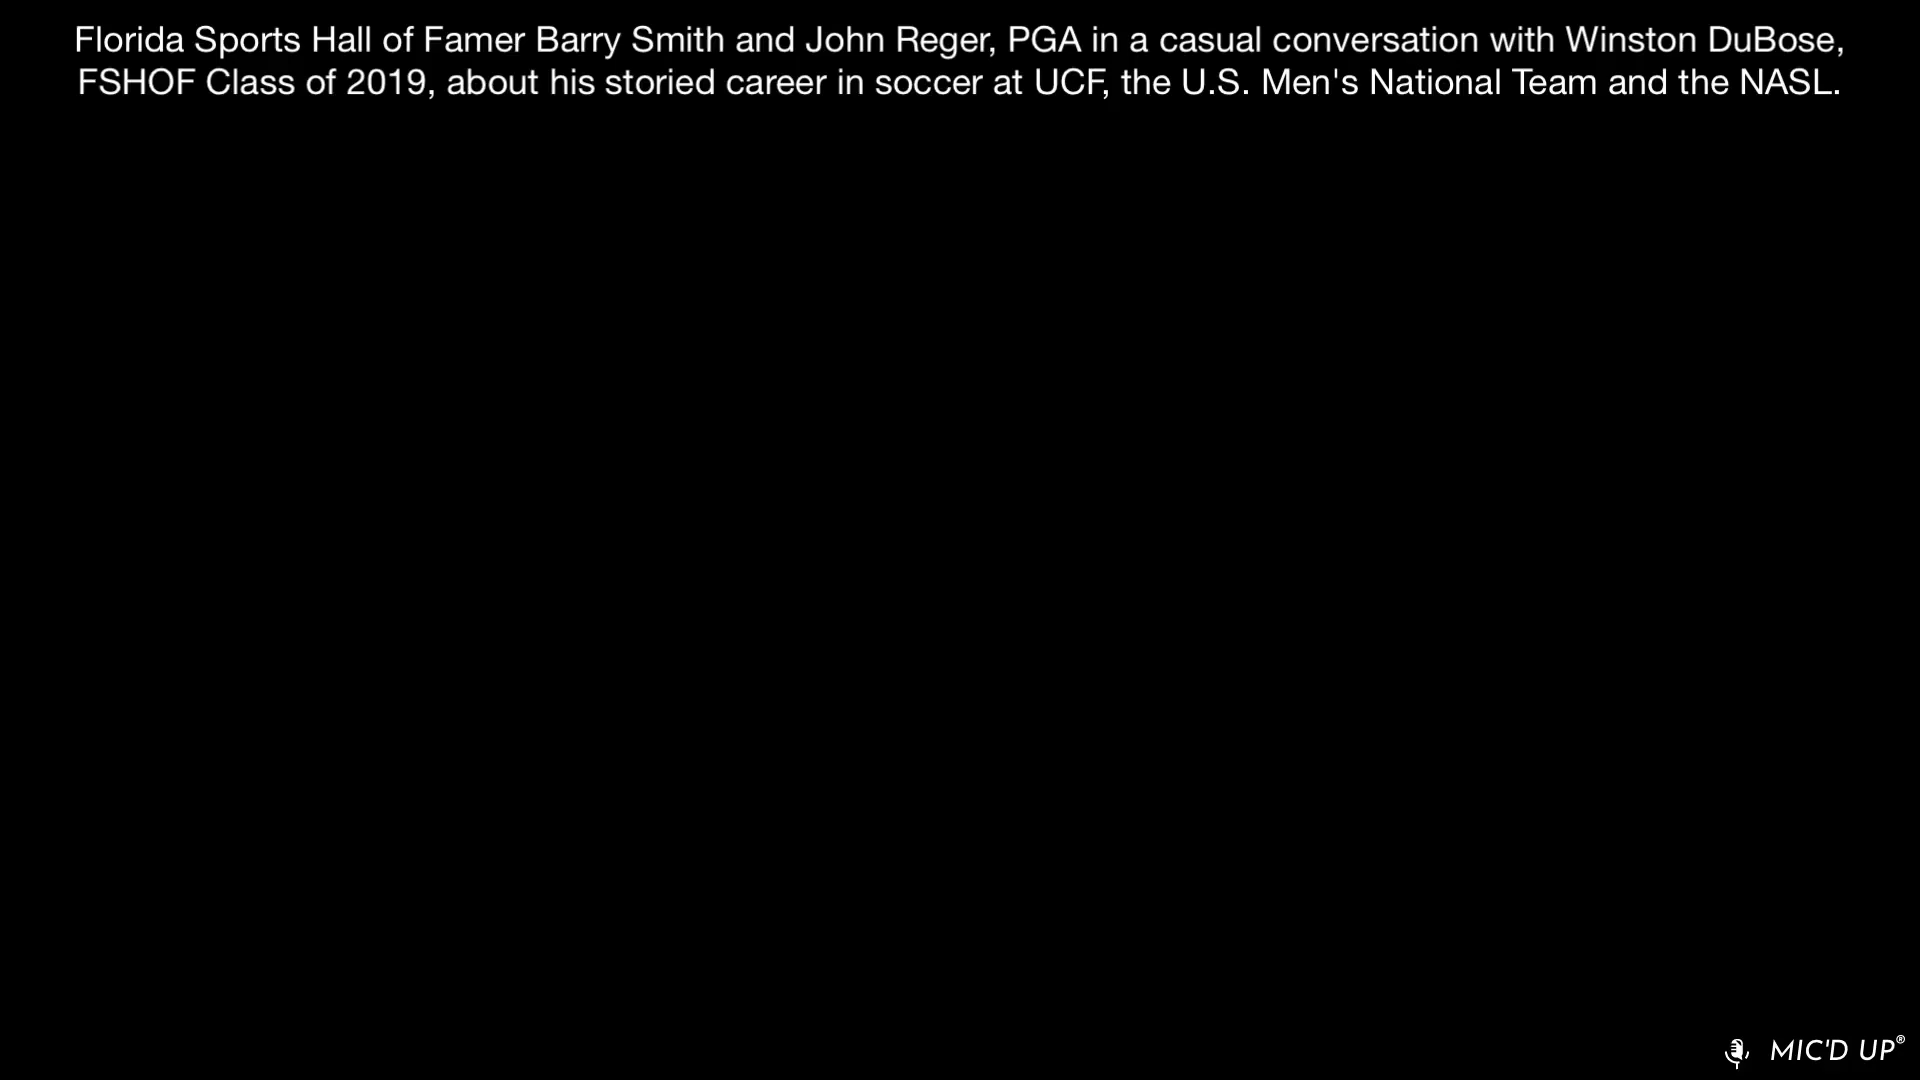 Florida Sports Hall of Famer Barry Smith and John Reger, PGA in a casual conversation with Winston DuBose,
FSHOF Class of 2019, about his storied career in soccer at UCF, the U.S. Men's National Team and the NASL.
MIC'D UP®